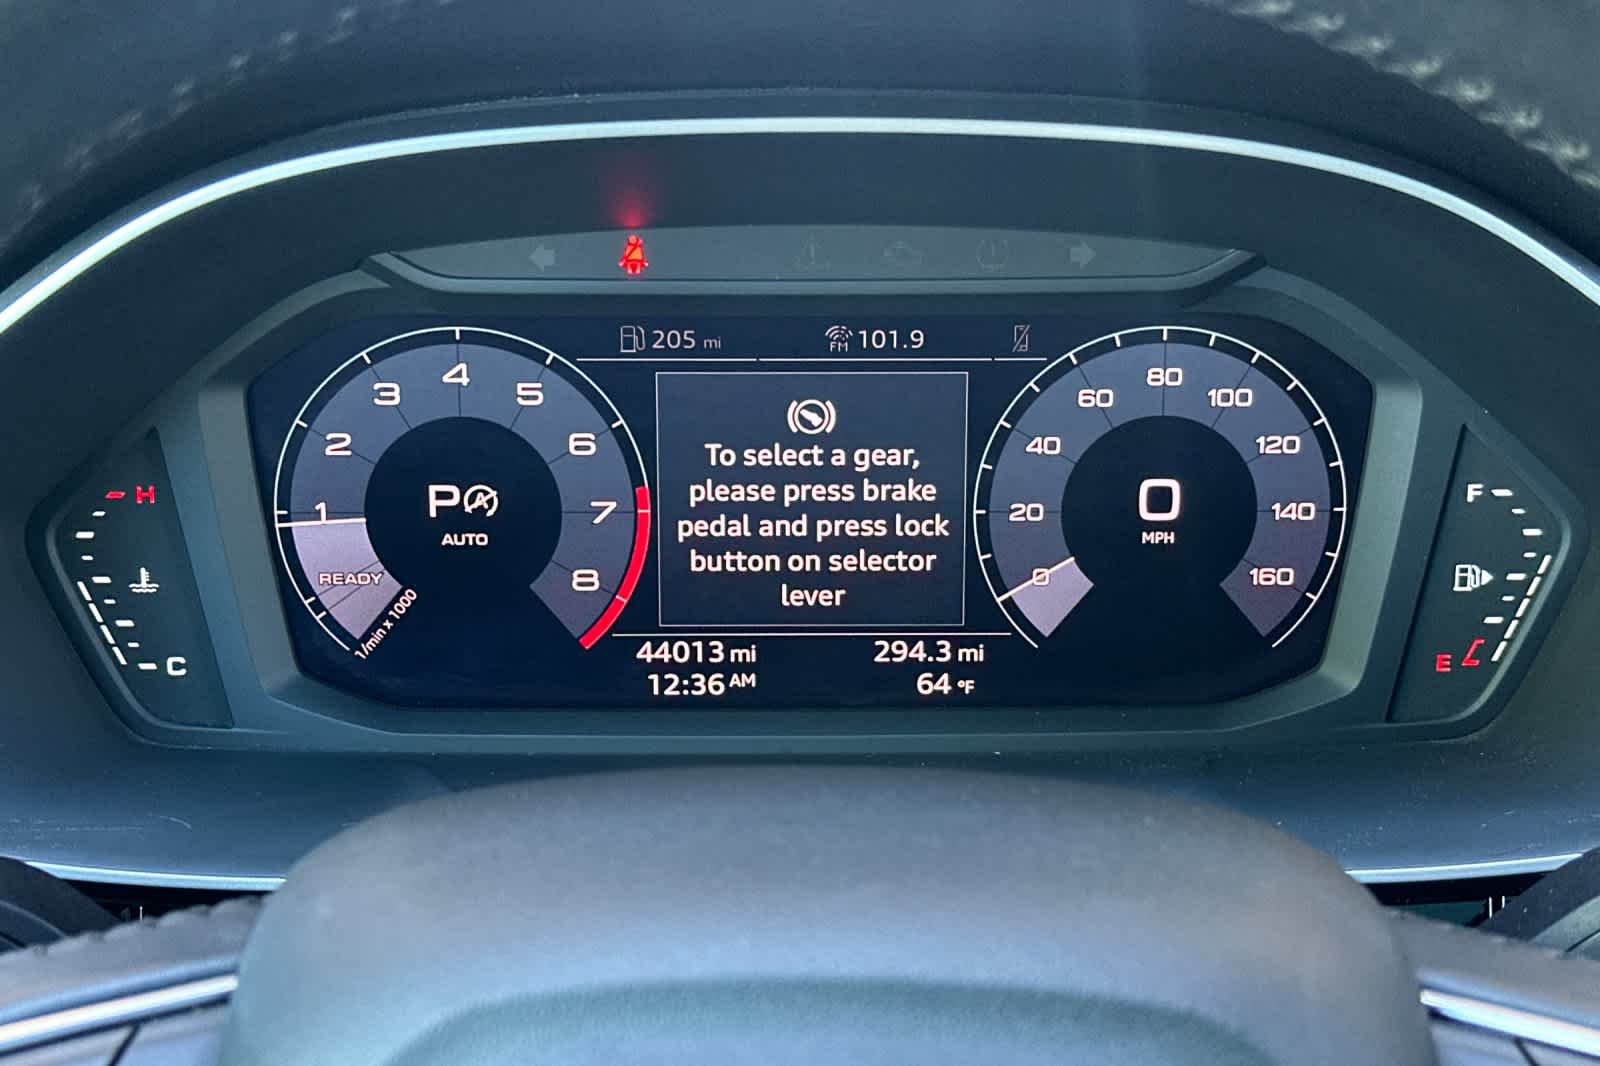 205 mi
FM 101.9
1 2 3 4 5 6 7 8
READY
1/min x 1000
P A
AUTO
To select a gear,
please press brake
pedal and press lock
button on selector
lever
0 20 40 60 80 100 120 140 160
0
MPH
44013 mi 294.3 mi
12:36 AM 64 °F
H
C
F
E